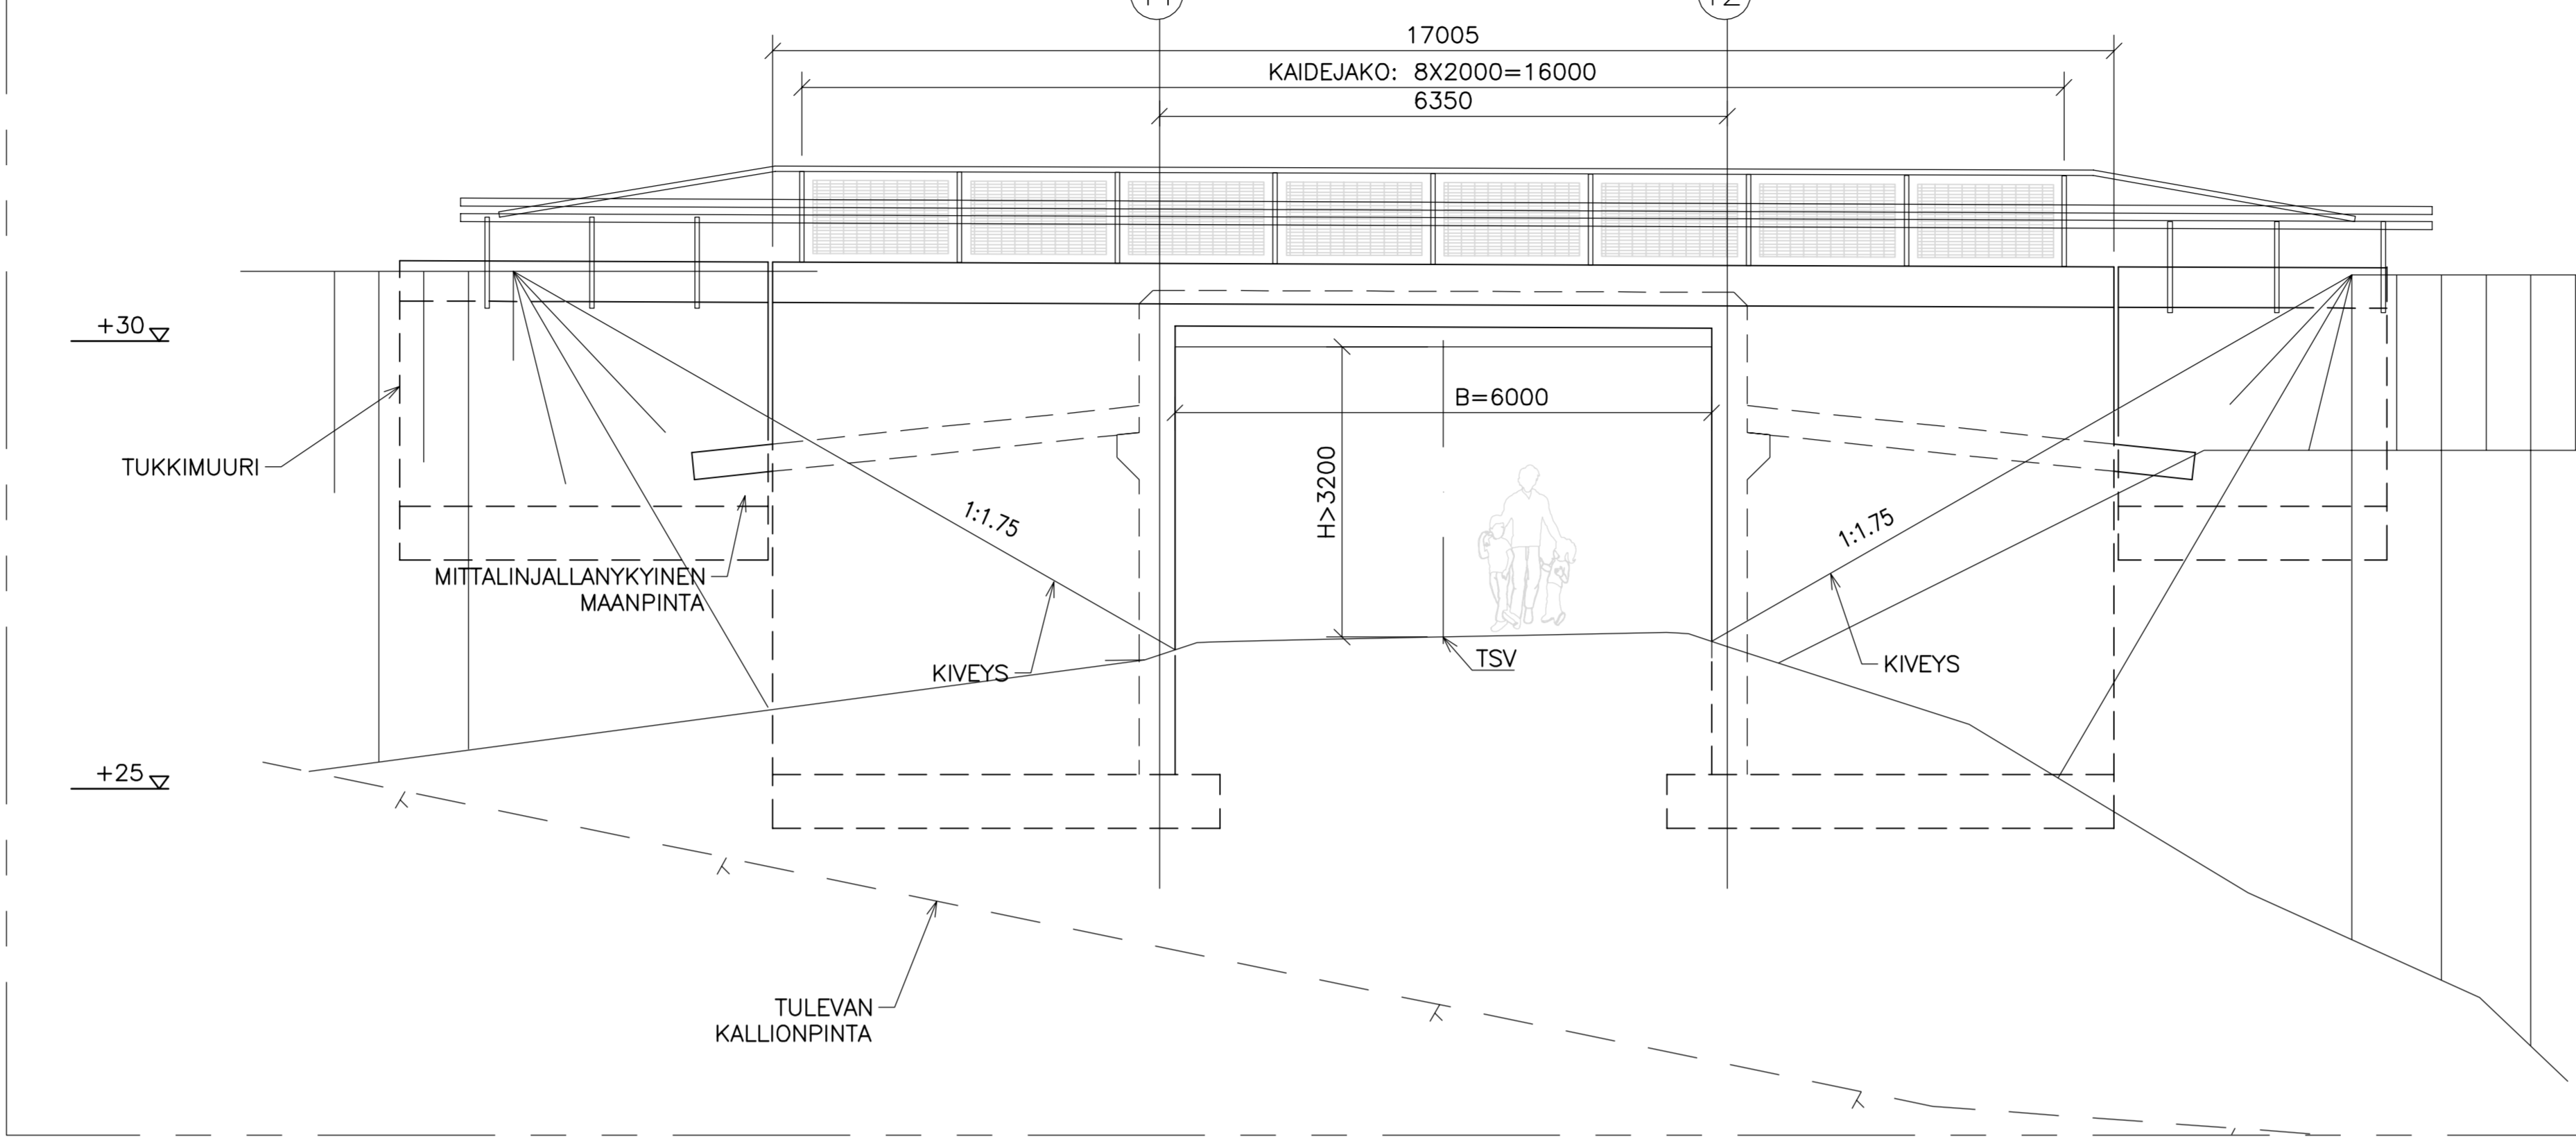 17005
KAIDEJAKO: 8X2000=16000
6350
+30
B=6000
TUKKIMUURI
H>3200
1:1.75
1:1.75
MITTALINJALLANYKYINEN
MAANPINTA
TSV
KIVEYS
KIVEYS
+25
TULEVAN
KALLIONPINTA